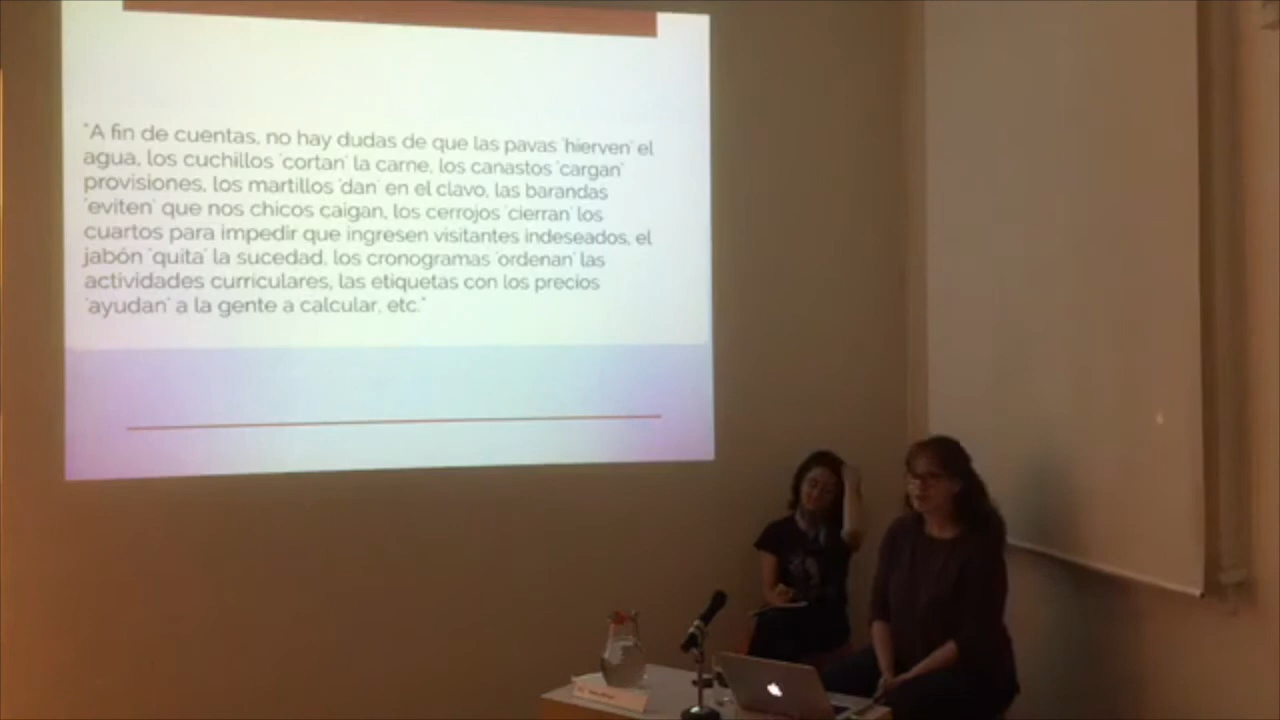 "A fin de cuentas, no hay dudas de que las pavas 'hierven' el
agua, los cuchillos 'cortan' la carne, los canastos 'cargan'
provisiones, los martillos 'dan' en el clavo, las barandas
'eviten' que nos chicos caigan, los cerrojos 'cierran' los
cuartos para impedir que ingresen visitantes indeseados, el
jabón 'quita' la sucedad, los cronogramas 'ordenan' las
actividades curriculares, las etiquetas con los precios
'ayudan' a la gente a calcular, etc."